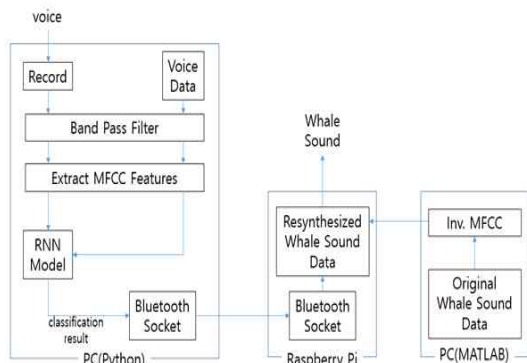 voice
Record
Voice
Data
Band Pass Filter
Extract MFCC Features
RNN
Model
classification
result
Bluetooth
Socket
PC(Python)
Whale
Sound
Resynthesized
Whale Sound
Data
Bluetooth
Socket
Raspberry Pi
Inv. MFCC
Original
Whale Sound
Data
PC(MATLAB)